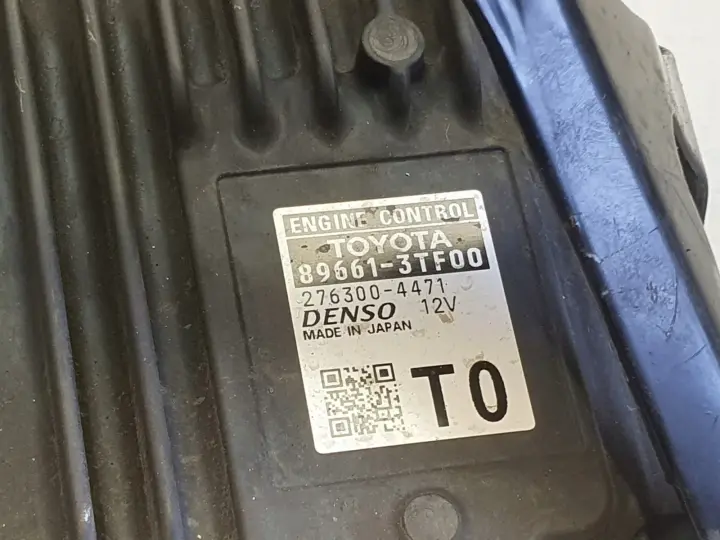 ENGINE CONTROL
TOYOTA
89661-3TF00
276300-4471
DENSO 12V
MADE IN JAPAN
T0